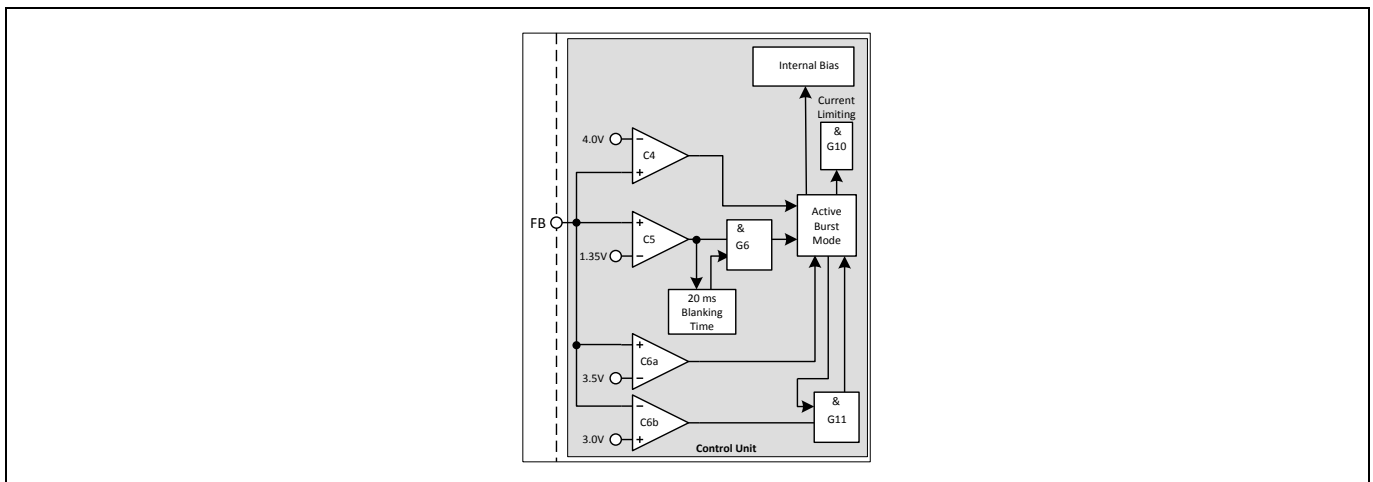 Internal Bias
Current
Limiting
&
G10
4.0V
−
C4
+
Active
Burst
Mode
FB
+
C5
−
1.35V
&
G6
20 ms
Blanking
Time
+
C6a
−
3.5V
−
C6b
+
3.0V
&
G11
Control Unit